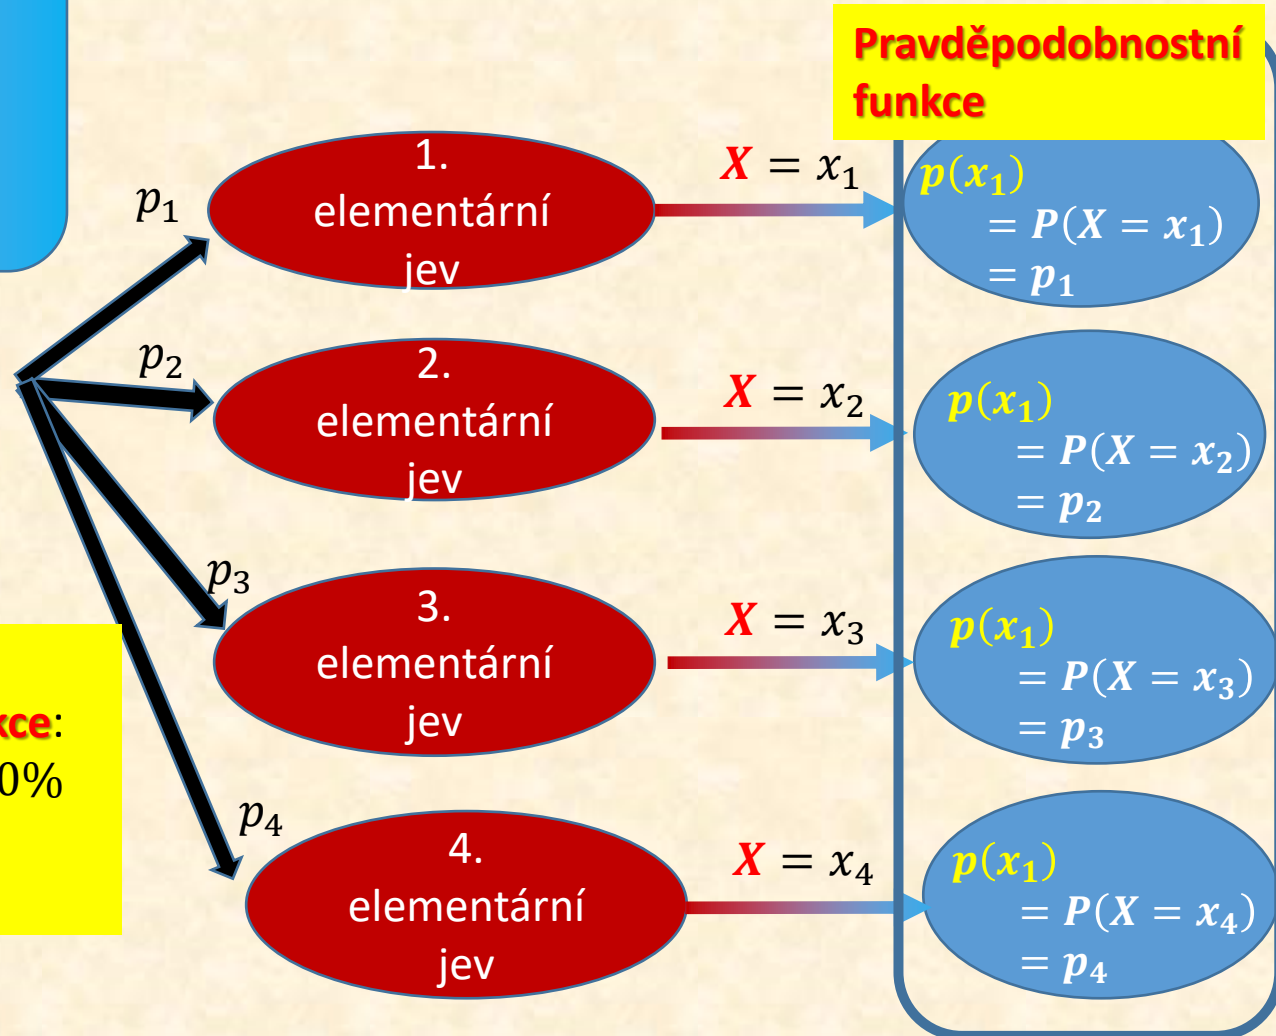 Pravděpodobnostní
funkce
p₁
1.
elementární
jev
X = x₁
p(x₁)
= P(X = x₁)
= p₁
p₂
2.
elementární
jev
X = x₂
p(x₁)
= P(X = x₂)
= p₂
p₃
3.
elementární
jev
X = x₃
p(x₁)
= P(X = x₃)
= p₃
kce:
0%
p₄
4.
elementární
jev
X = x₄
p(x₁)
= P(X = x₄)
= p₄